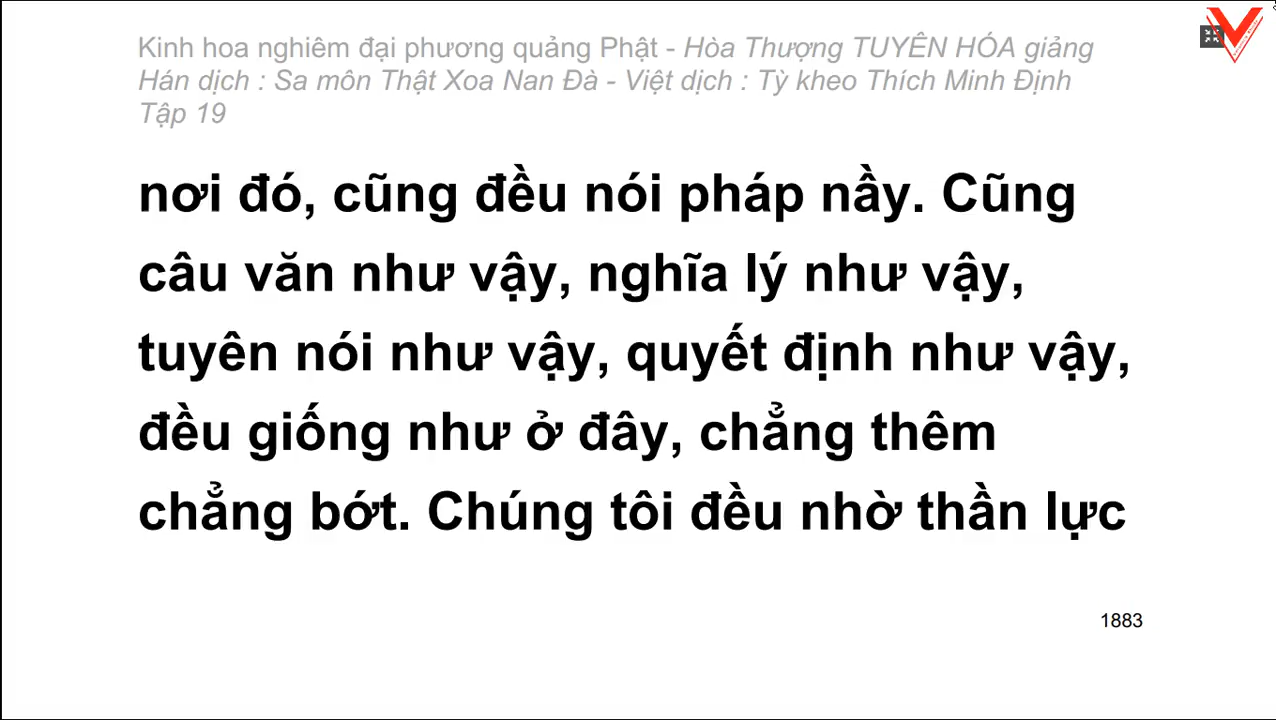 Kinh hoa nghiêm đại phương quảng Phật - Hòa Thượng TUYÊN HÓA giảng
Hán dịch : Sa môn Thật Xoa Nan Đà - Việt dịch : Tỳ kheo Thích Minh Định
Tập 19
nơi đó, cũng đều nói pháp nầy. Cũng
câu văn như vậy, nghĩa lý như vậy,
tuyên nói như vậy, quyết định như vậy,
đều giống như ở đây, chẳng thêm
chẳng bớt. Chúng tôi đều nhờ thần lực
1883